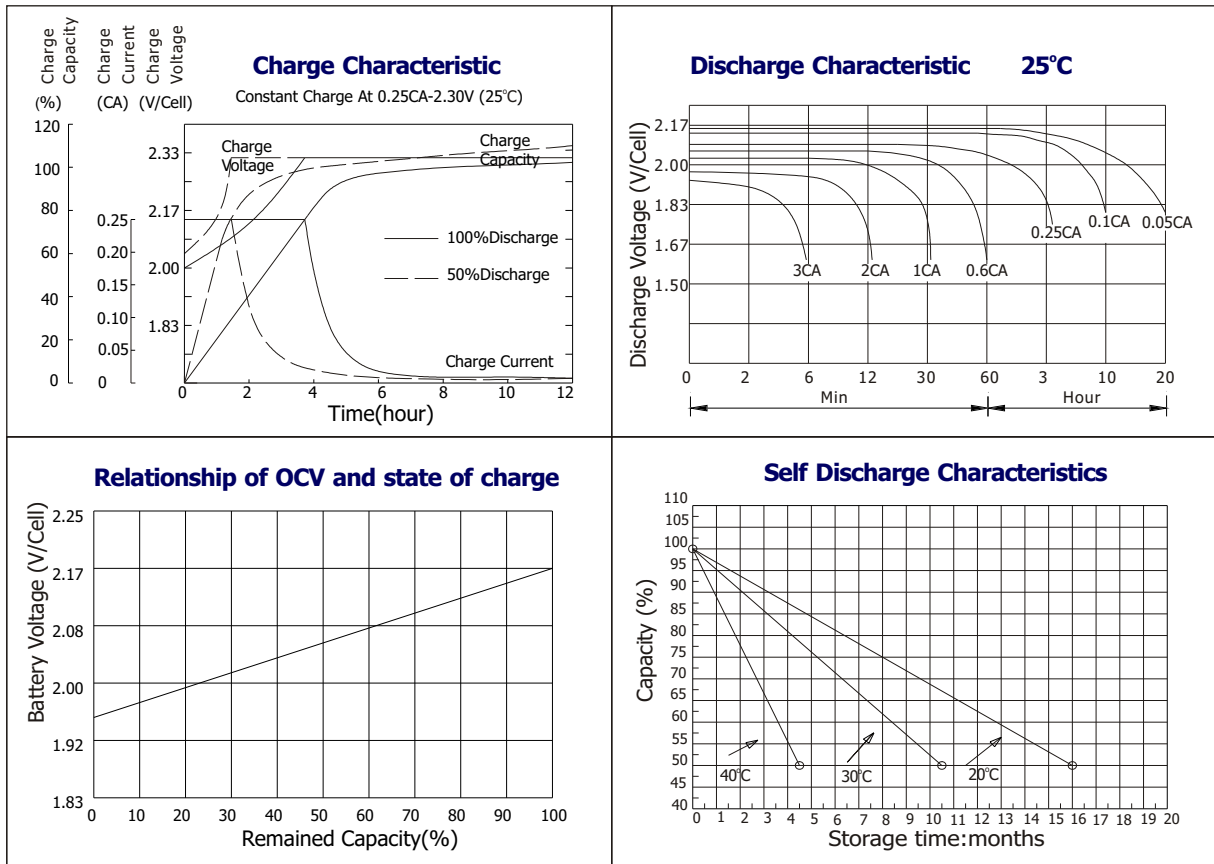 Charge Capacity
Charge Current
Charge Voltage
(%) (CA) (V/Cell)
Charge Characteristic
Constant Charge At 0.25CA-2.30V (25°C)
120
100
80
60
40
20
0
0.25
0.20
0.15
0.10
0.05
0
2.33
2.17
2.00
1.83
Charge Voltage
Charge Capacity
100%Discharge
50%Discharge
Charge Current
0 2 4 6 8 10 12
Time(hour)
Discharge Characteristic 25°C
Discharge Voltage (V/Cell)
2.17
2.00
1.83
1.67
1.50
3CA 2CA 1CA 0.6CA 0.25CA 0.1CA 0.05CA
0 2 6 12 30 60 3 10 20
Min Hour
Relationship of OCV and state of charge
Battery Voltage (V/Cell)
2.25
2.17
2.08
2.00
1.92
1.83
0 10 20 30 40 50 60 70 80 90 100
Remained Capacity(%)
Self Discharge Characteristics
Capacity (%)
110
105
100
95
90
85
80
75
70
65
60
55
50
45
40
40°C 30°C 20°C
0 1 2 3 4 5 6 7 8 9 10 11 12 13 14 15 16 17 18 19 20
Storage time:months